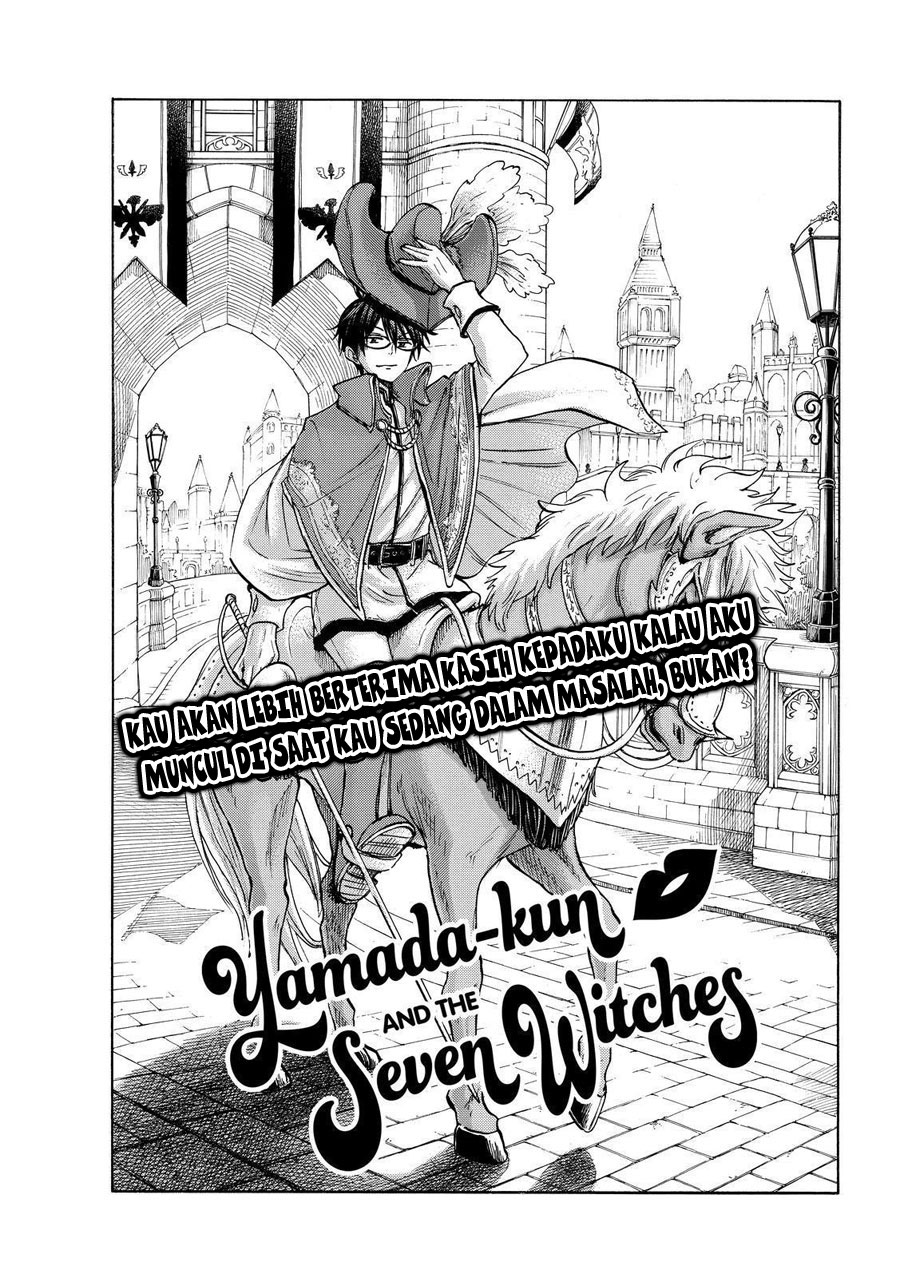 KAU AKAN LEBIH BERTERIMA KASIH KEPADAKU KALAU AKU
MUNCUL DI SAAT KAU SEDANG DALAM MASALAH, BUKAN?
Yamada-kun
AND THE
Seven Witches